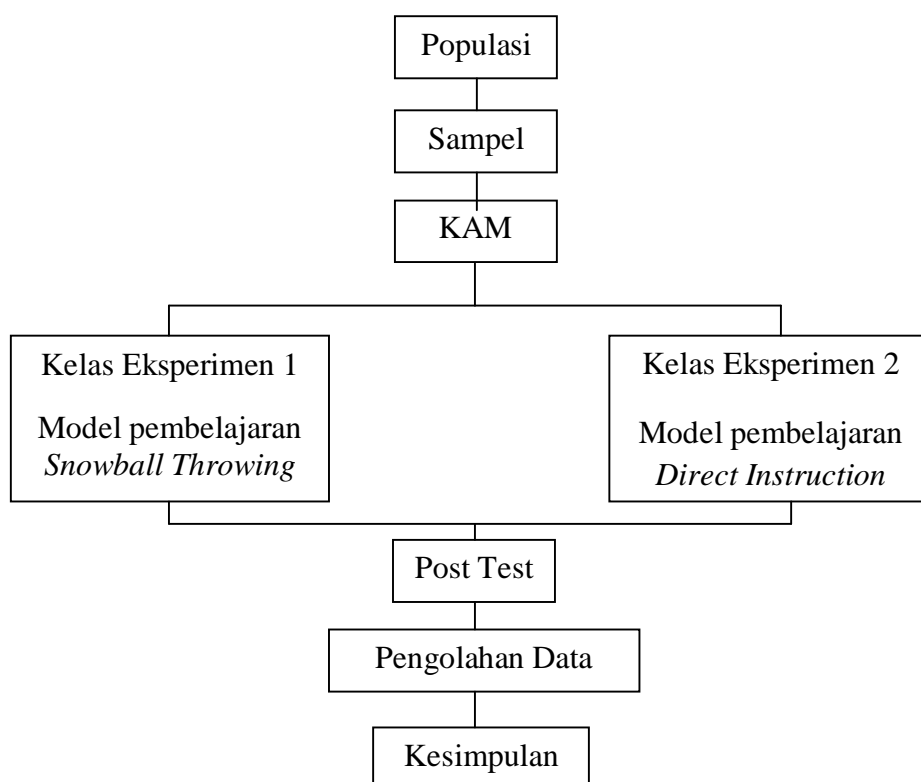 Populasi
Sampel
KAM
Kelas Eksperimen 1
Model pembelajaran
Snowball Throwing
Kelas Eksperimen 2
Model pembelajaran
Direct Instruction
Post Test
Pengolahan Data
Kesimpulan